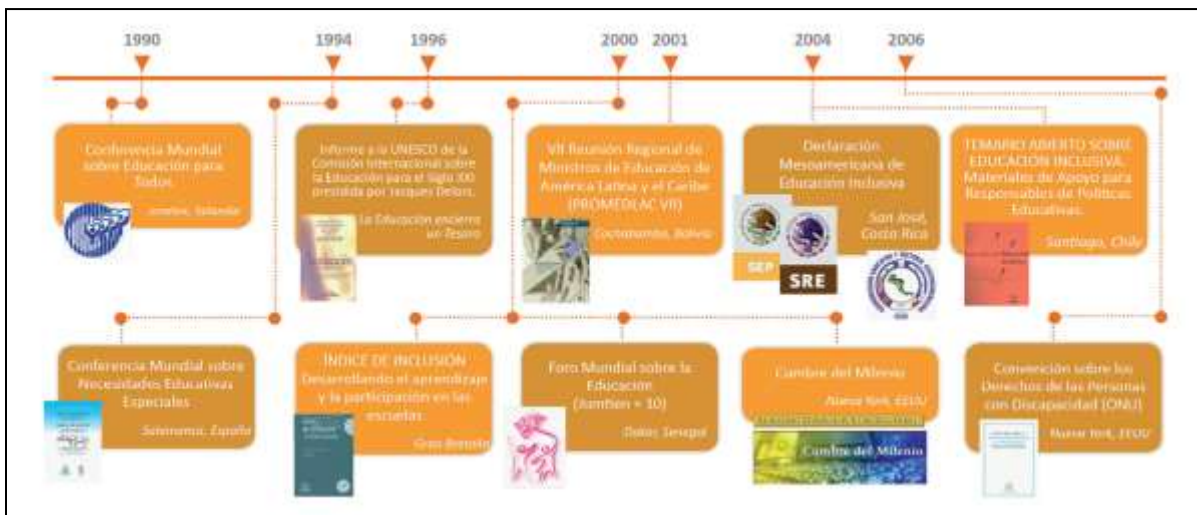 1990
1994
1996
2000
2001
2004
2006
Conferencia Mundial
sobre Educación para
Todos.
Jomtien, Tailandia
Informe a la UNESCO de la
Comisión Internacional sobre
la Educación para el Siglo XXI
presidida por Jacques Delors.
La Educación encierra
un Tesoro
VII Reunión Regional de
Ministros de Educación de
América Latina y el Caribe
(PROMEDLAC VII)
Cochabamba, Bolivia
Declaración
Mesoamericana de
Educación Inclusiva
San José,
Costa Rica
SEP
SRE
TEMARIO ABIERTO SOBRE
EDUCACIÓN INCLUSIVA.
Materiales de Apoyo para
Responsables de Políticas
Educativas.
Santiago, Chile
Conferencia Mundial sobre
Necesidades Educativas
Especiales
Salamanca, España
ÍNDICE DE INCLUSIÓN
Desarrollando el aprendizaje
y la participación en las
escuelas.
Gran Bretaña
Foro Mundial sobre la
Educación
(Jomtien + 10)
Dakar, Senegal
Cumbre del Milenio
Nueva York, EEUU
Cumbre del Milenio
Convención sobre los
Derechos de las Personas
con Discapacidad (ONU)
Nueva York, EEUU